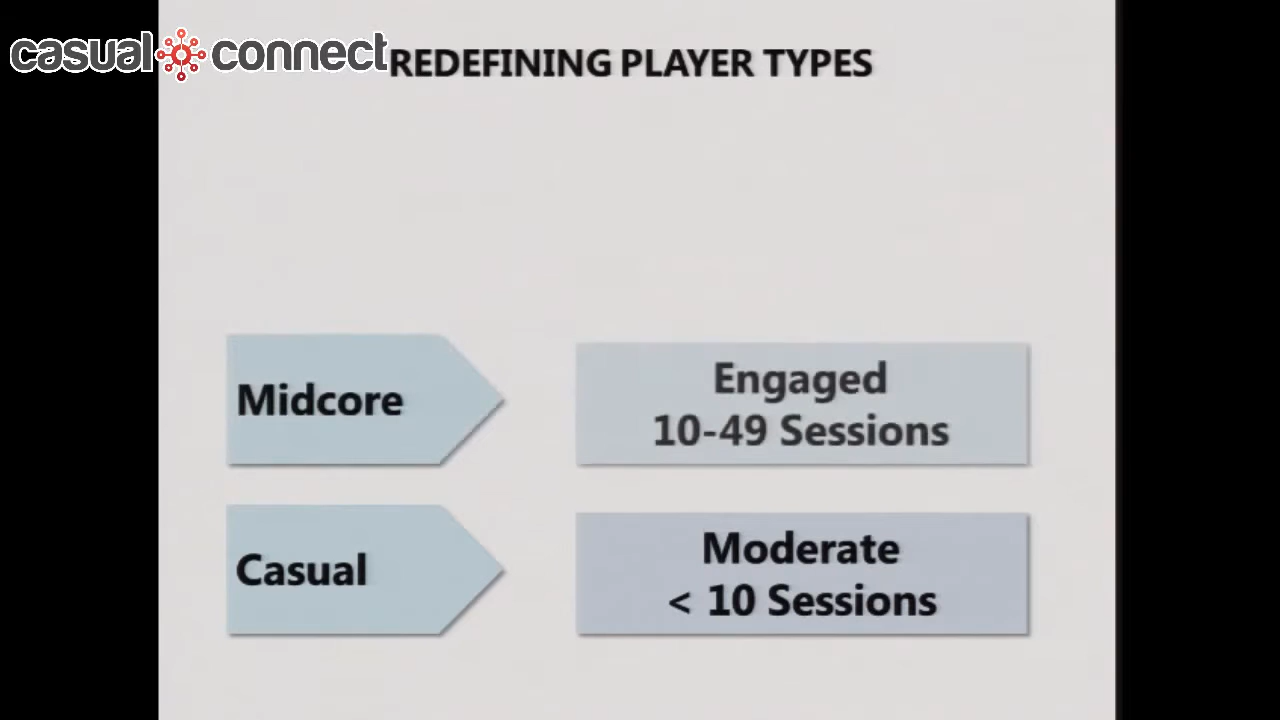 casual connect
REDEFINING PLAYER TYPES
Midcore
Engaged
10-49 Sessions
Casual
Moderate
< 10 Sessions